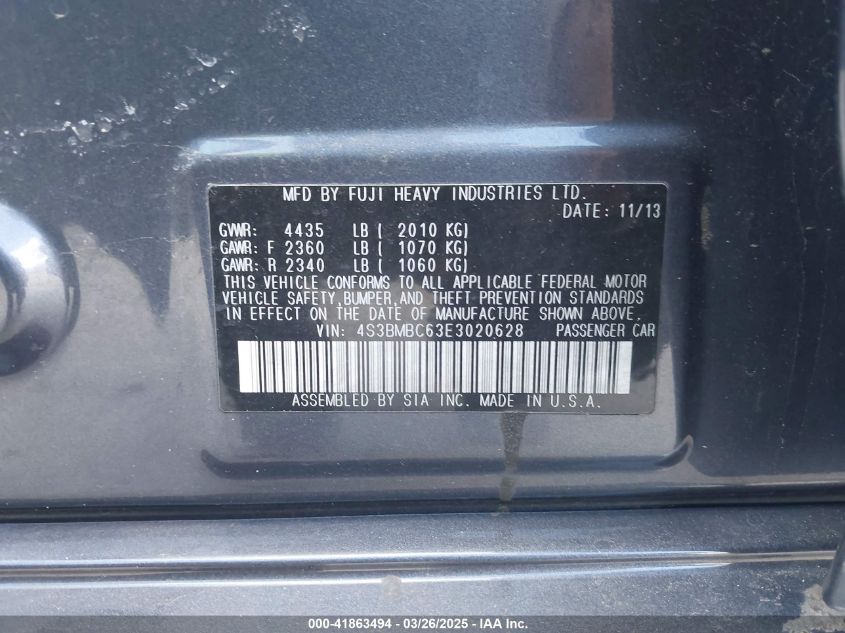 MFD BY FUJI HEAVY INDUSTRIES LTD.
DATE: 11/13
GVWR: 4435 LB ( 2010 KG)
GAWR: F 2360 LB ( 1070 KG)
GAWR: R 2340 LB ( 1060 KG)
THIS VEHICLE CONFORMS TO ALL APPLICABLE FEDERAL MOTOR
VEHICLE SAFETY,BUMPER,AND THEFT PREVENTION STANDARDS
IN EFFECT ON THE DATE OF MANUFACTURE SHOWN ABOVE.
VIN: 4S3BMBC63E3020628 PASSENGER CAR
ASSEMBLED BY SIA INC. MADE IN U.S.A.
000-41863494 - 03/26/2025 - IAA Inc.